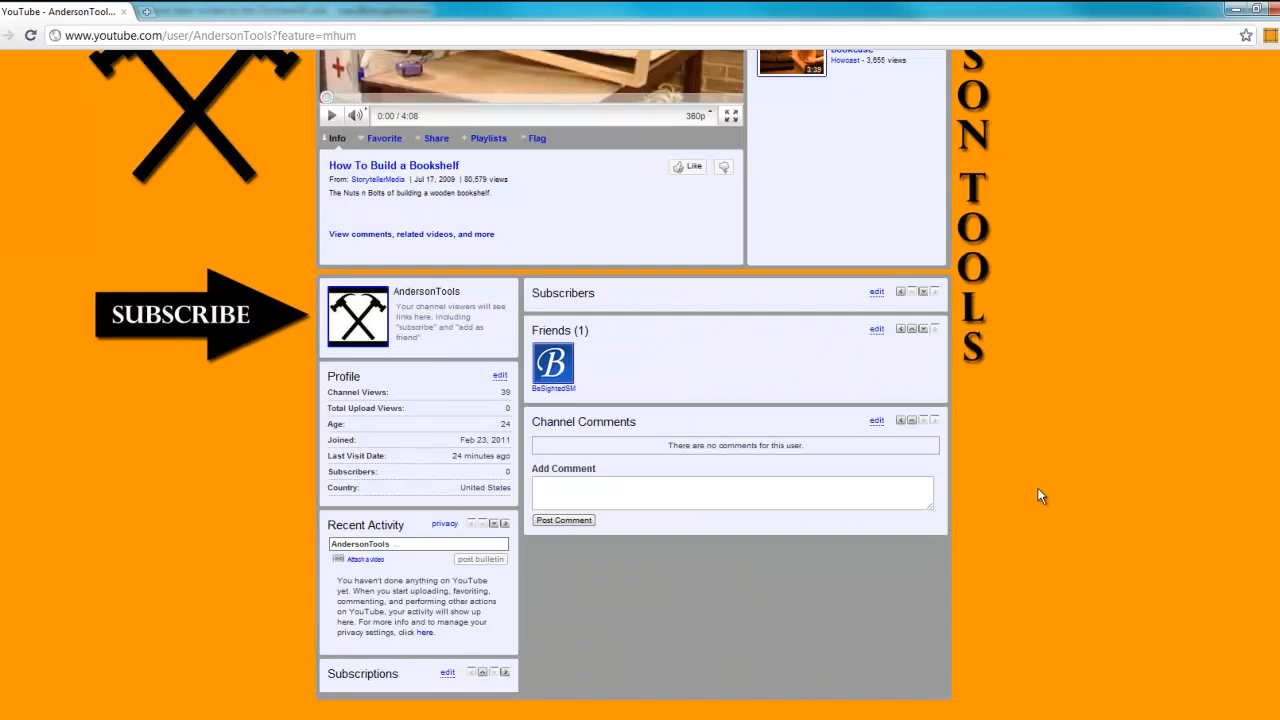 YouTube - AndersonTool...
www.youtube.com/user/AndersonTools?feature=mhum
BOOKCASE
Howcast - 3,655 views
3:39
0:00 / 4:08
360p
Info
Favorite
Share
Playlists
Flag
How To Build a Bookshelf
Like
From: StorytellerMedia | Jul 17, 2009 | 80,579 views
The Nuts n Bolts of building a wooden bookshelf.
View comments, related videos, and more
SON TOOLS
SUBSCRIBE
AndersonTools
Your channel viewers will see
links here. Including
"subscribe" and "add as
friend".
Profile
edit
Channel Views: 39
Total Upload Views: 0
Age: 24
Joined: Feb 23, 2011
Last Visit Date: 24 minutes ago
Subscribers: 0
Country: United States
Recent Activity
privacy
AndersonTools ...
Attach a video
post bulletin
You haven't done anything on YouTube
yet. When you start uploading, favoriting,
commenting, and performing other actions
on YouTube, your activity will show up
here. For more info and to manage your
privacy settings, click here.
Subscriptions
edit
Subscribers
edit
Friends (1)
edit
B
BeSightedSM
Channel Comments
edit
There are no comments for this user.
Add Comment
Post Comment